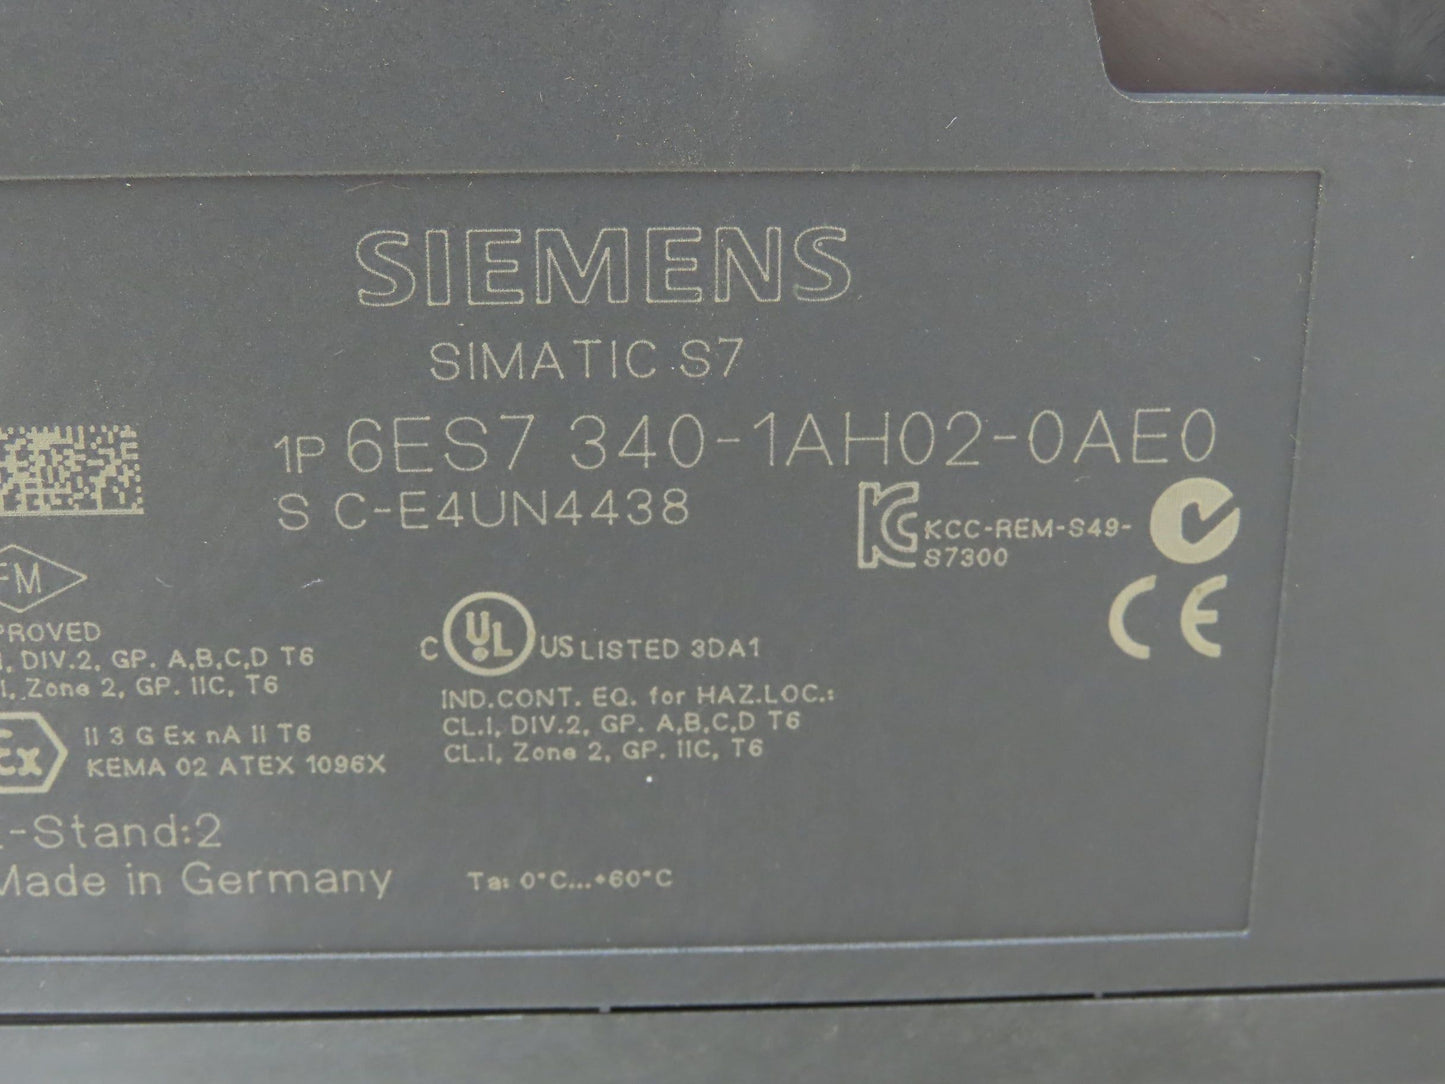 SIEMENS
SIMATIC S7
1P 6ES7 340-1AH02-0AE0
S C-E4UN4438
KCC-REM-S49-
S7300
FM
PROVED
I, DIV.2, GP. A,B,C,D T6
I, Zone 2, GP. IIC, T6
Ex
II 3 G Ex nA II T6
KEMA 02 ATEX 1096X
C UL US LISTED 3DA1
IND.CONT. EQ. for HAZ.LOC.:
CL.I, DIV.2, GP. A,B,C,D T6
CL.I, Zone 2, GP. IIC, T6
CE
-Stand:2
Made in Germany
Ta: 0°C...+60°C